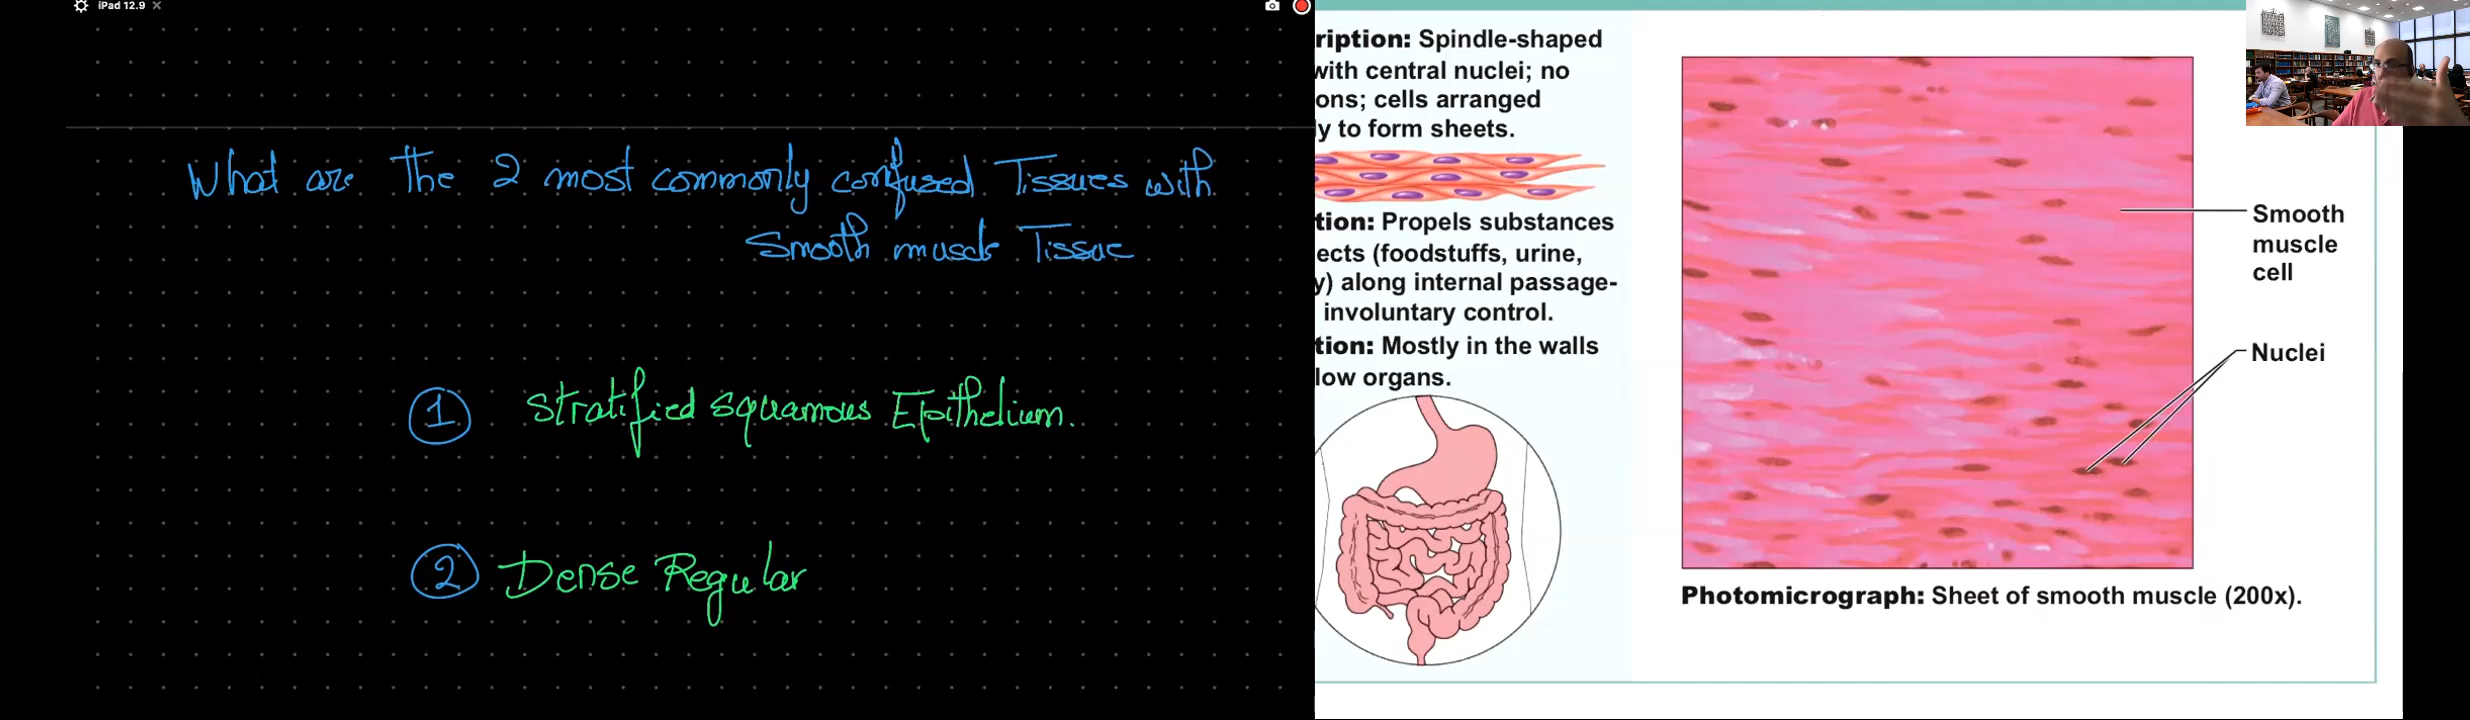 iPad 12.9
What are the 2 most commonly confused Tissues with
Smooth muscle Tissue
1 Stratified squamous Epithelium.
2 Dense Regular
ription: Spindle-shaped
with central nuclei; no
ons; cells arranged
y to form sheets.
tion: Propels substances
ects (foodstuffs, urine,
y) along internal passage-
involuntary control.
tion: Mostly in the walls
low organs.
Smooth
muscle
cell
Nuclei
Photomicrograph: Sheet of smooth muscle (200x).